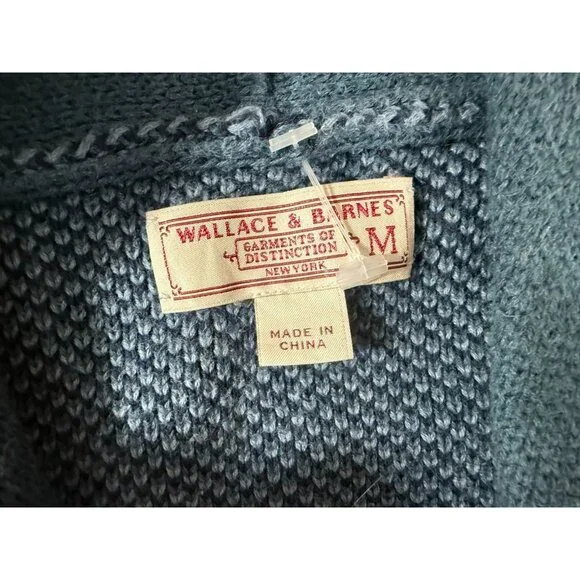 WALLACE & BARNES
GARMENTS OF
DISTINCTION
NEW YORK
M
MADE IN
CHINA